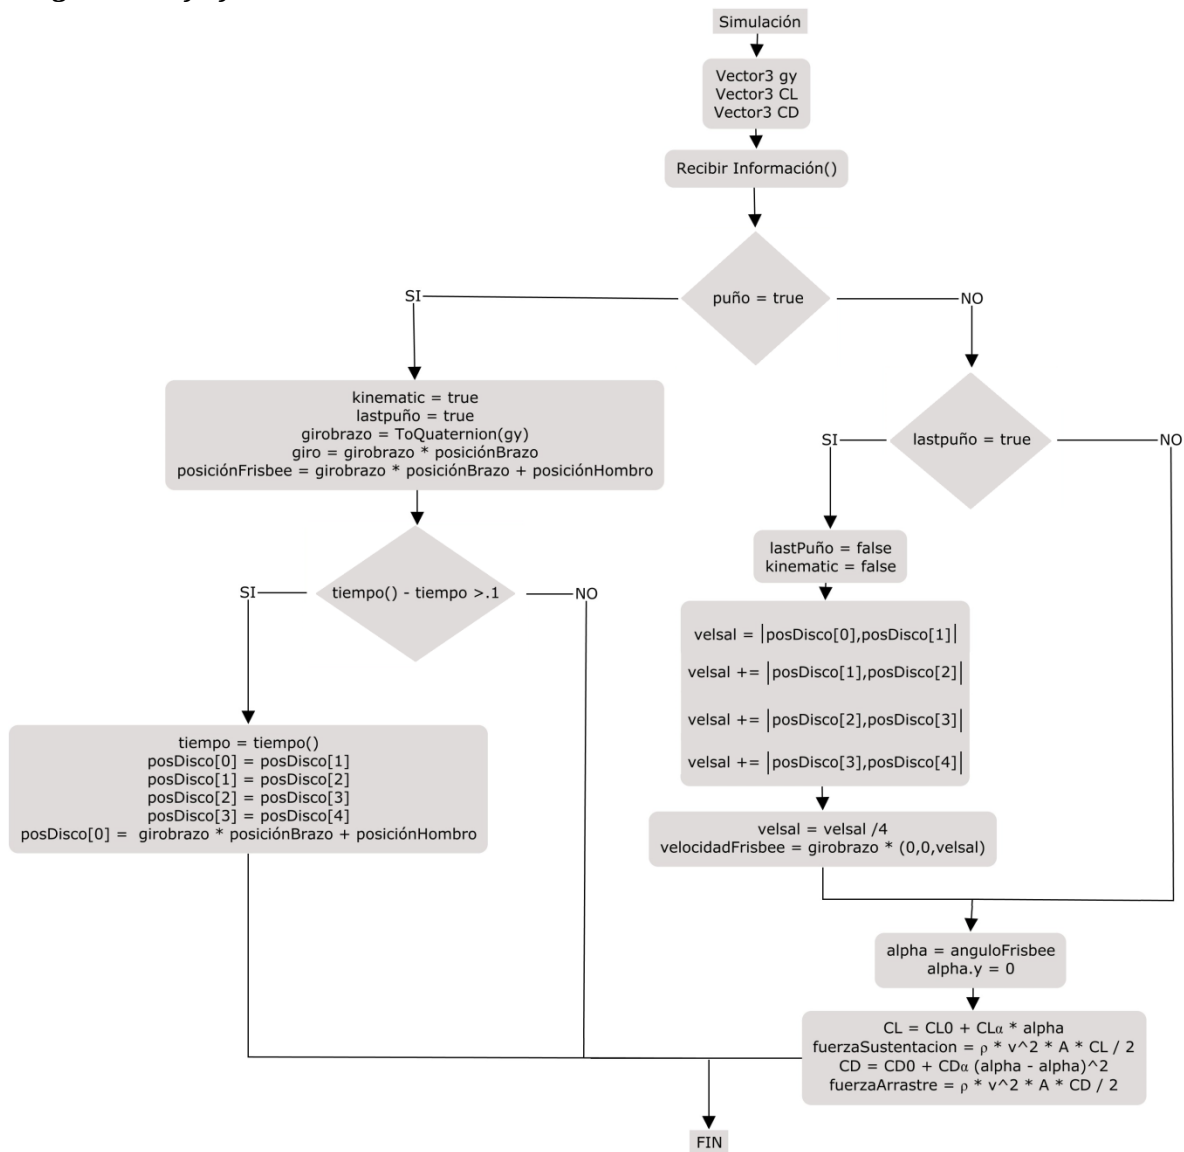 Simulación
Vector3 gy
Vector3 CL
Vector3 CD
Recibir Información()
puño = true
SI
NO
kinematic = true
lastpuño = true
girobrazo = ToQuaternion(gy)
giro = girobrazo * posiciónBrazo
posiciónFrisbee = girobrazo * posiciónBrazo + posiciónHombro
tiempo() - tiempo >.1
SI
NO
tiempo = tiempo()
posDisco[0] = posDisco[1]
posDisco[1] = posDisco[2]
posDisco[2] = posDisco[3]
posDisco[3] = posDisco[4]
posDisco[0] = girobrazo * posiciónBrazo + posiciónHombro
lastpuño = true
SI
NO
lastPuño = false
kinematic = false
velsal = |posDisco[0],posDisco[1]|
velsal += |posDisco[1],posDisco[2]|
velsal += |posDisco[2],posDisco[3]|
velsal += |posDisco[3],posDisco[4]|
velsal = velsal /4
velocidadFrisbee = girobrazo * (0,0,velsal)
alpha = anguloFrisbee
alpha.y = 0
CL = CL0 + CLα * alpha
fuerzaSustentacion = ρ * v^2 * A * CL / 2
CD = CD0 + CDα (alpha - alpha)^2
fuerzaArrastre = ρ * v^2 * A * CD / 2
FIN